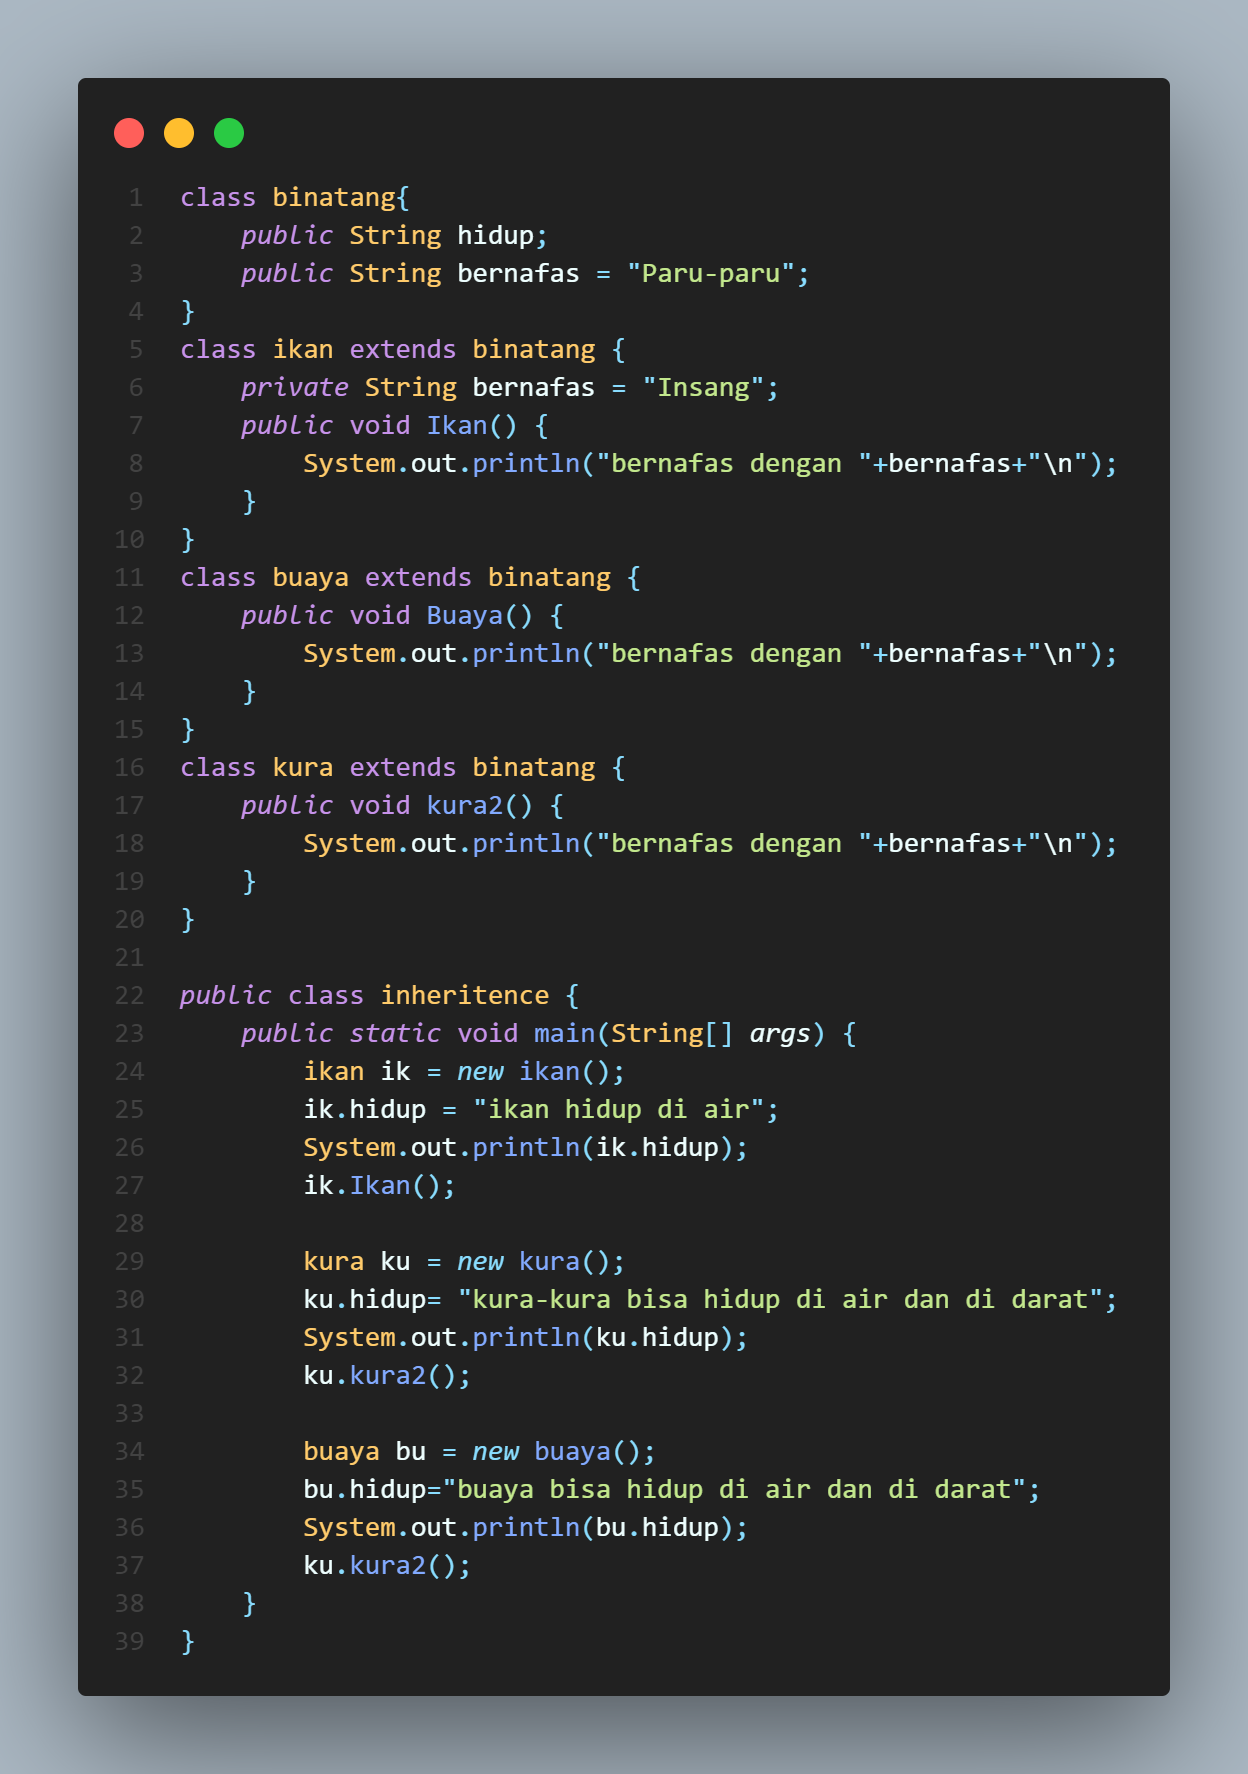 1 class binatang{
2     public String hidup;
3     public String bernafas = "Paru-paru";
4 }
5 class ikan extends binatang {
6     private String bernafas = "Insang";
7     public void Ikan() {
8         System.out.println("bernafas dengan "+bernafas+"\n");
9     }
10 }
11 class buaya extends binatang {
12     public void Buaya() {
13         System.out.println("bernafas dengan "+bernafas+"\n");
14     }
15 }
16 class kura extends binatang {
17     public void kura2() {
18         System.out.println("bernafas dengan "+bernafas+"\n");
19     }
20 }
21
22 public class inheritence {
23     public static void main(String[] args) {
24         ikan ik = new ikan();
25         ik.hidup = "ikan hidup di air";
26         System.out.println(ik.hidup);
27         ik.Ikan();
28
29         kura ku = new kura();
30         ku.hidup= "kura-kura bisa hidup di air dan di darat";
31         System.out.println(ku.hidup);
32         ku.kura2();
33
34         buaya bu = new buaya();
35         bu.hidup="buaya bisa hidup di air dan di darat";
36         System.out.println(bu.hidup);
37         ku.kura2();
38     }
39 }